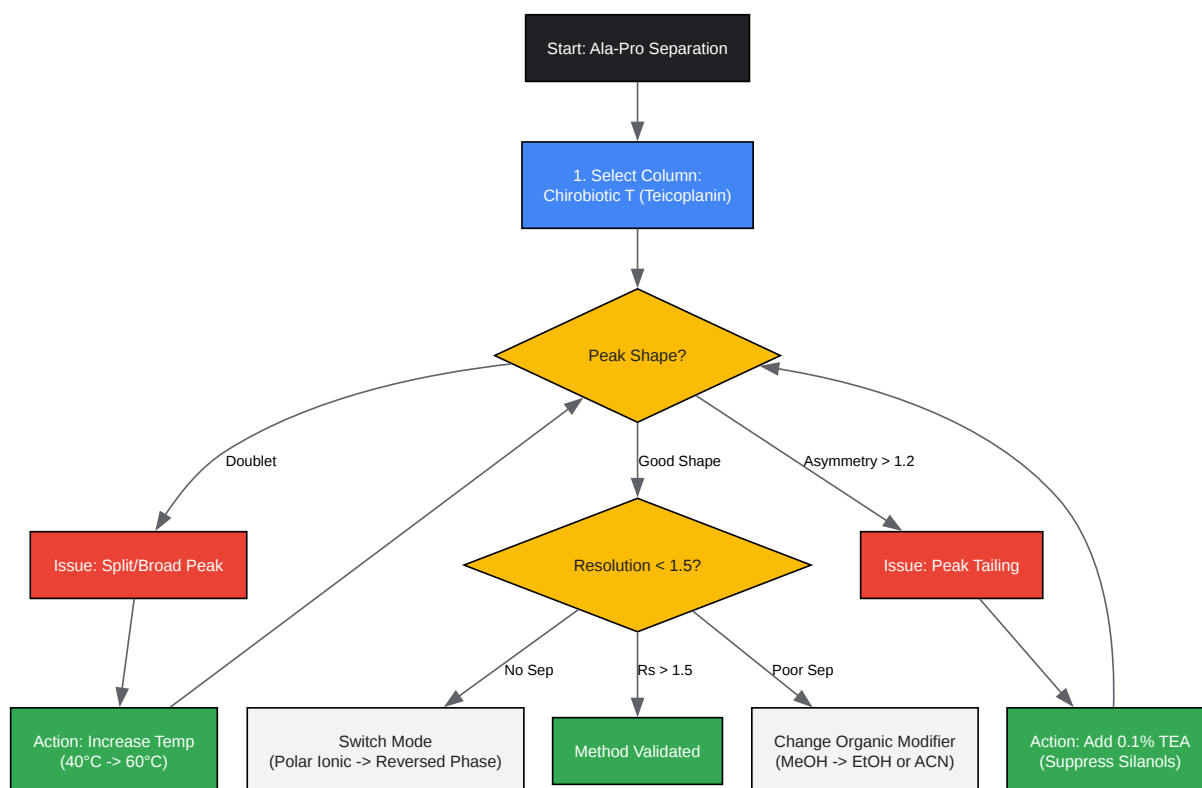 Start: Ala-Pro Separation
1. Select Column:
Chirobiotic T (Teicoplanin)
Peak Shape?
Doublet
Good Shape
Asymmetry > 1.2
Issue: Split/Broad Peak
Resolution < 1.5?
Issue: Peak Tailing
No Sep
Rs > 1.5
Poor Sep
Action: Increase Temp
(40°C -> 60°C)
Switch Mode
(Polar Ionic -> Reversed Phase)
Method Validated
Change Organic Modifier
(MeOH -> EtOH or ACN)
Action: Add 0.1% TEA
(Suppress Silanols)